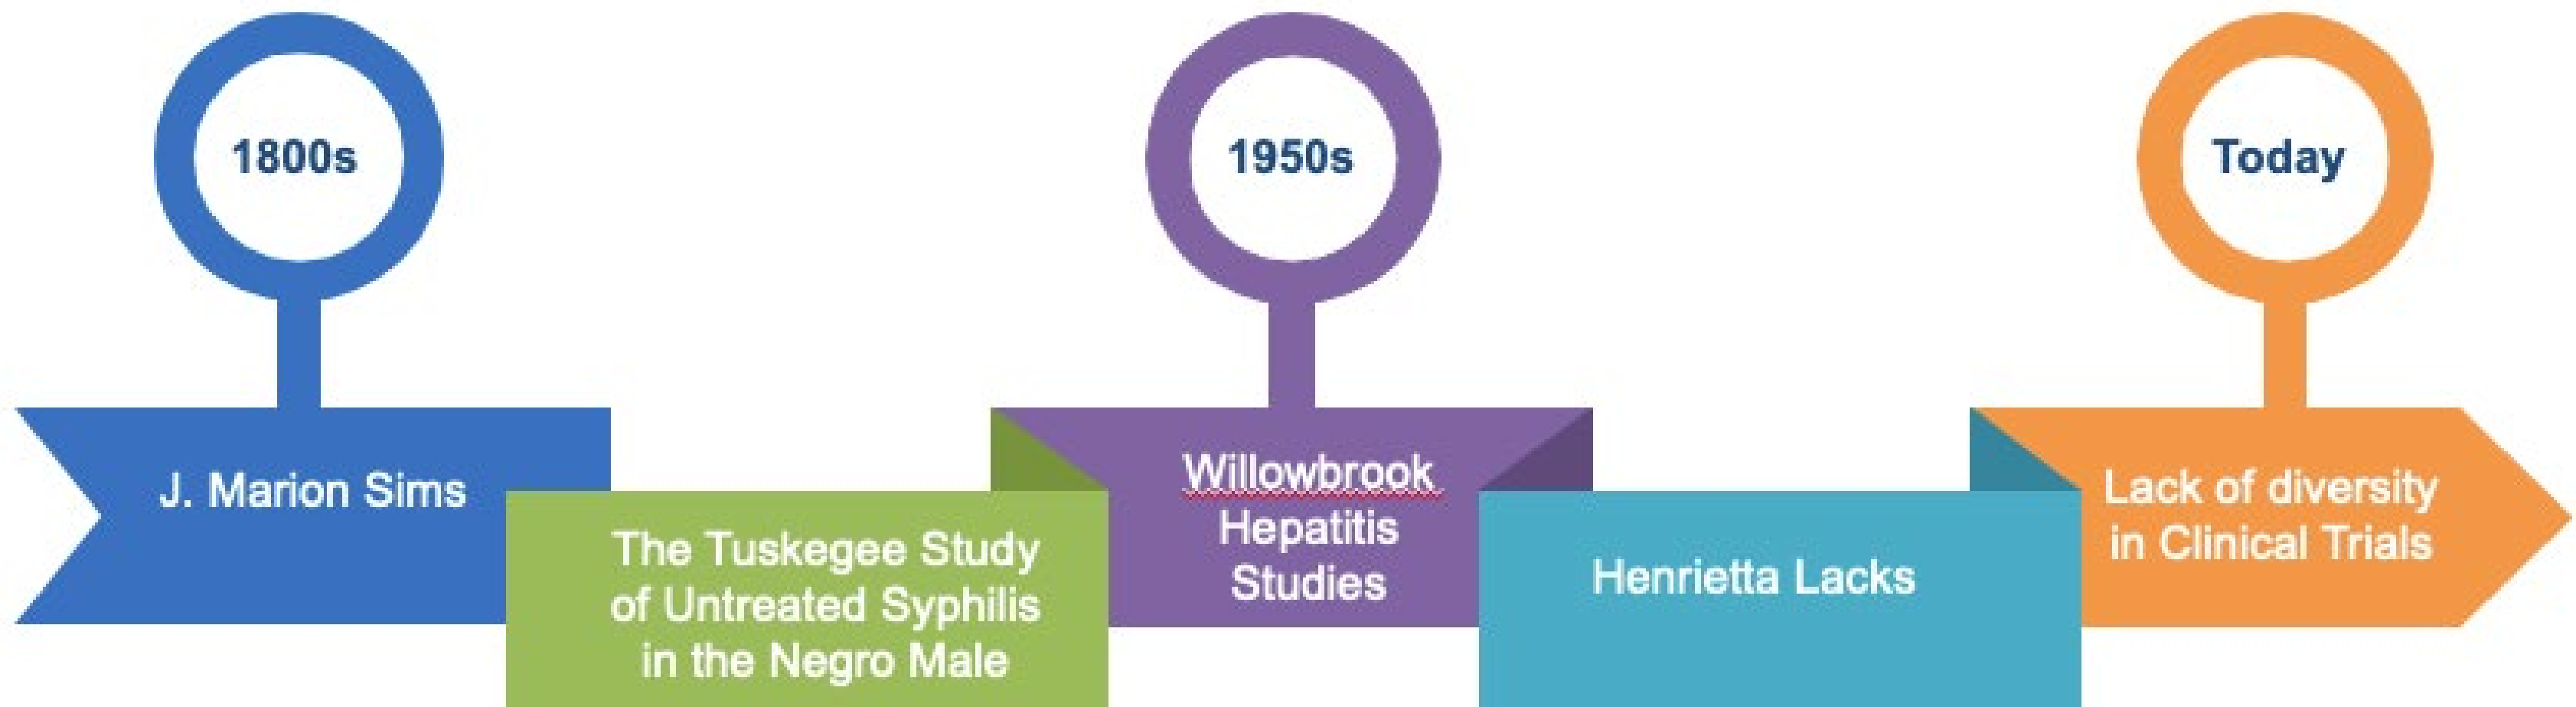 1800s
J. Marion Sims
The Tuskegee Study
of Untreated Syphilis
in the Negro Male
1950s
Willowbrook
Hepatitis
Studies
Henrietta Lacks
Today
Lack of diversity
in Clinical Trials